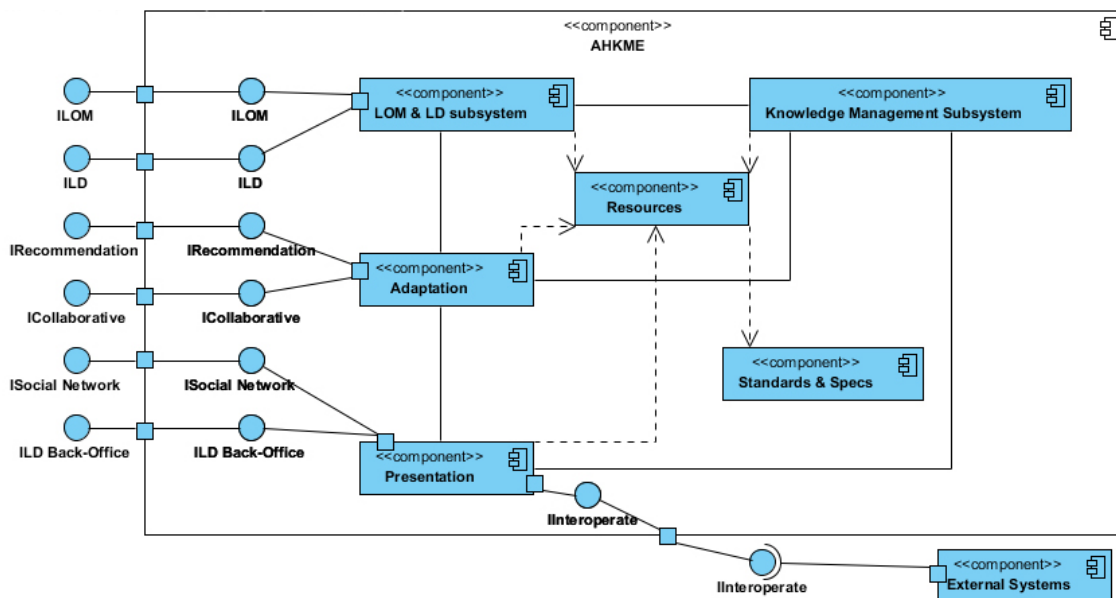 <<component>>
AHKME
ILOM
ILOM
<<component>>
LOM & LD subsystem
<<component>>
Knowledge Management Subsystem
ILD
ILD
<<component>>
Resources
IRecommendation
IRecommendation
<<component>>
Adaptation
ICollaborative
ICollaborative
ISocial Network
ISocial Network
<<component>>
Standards & Specs
ILD Back-Office
ILD Back-Office
<<component>>
Presentation
IInteroperate
IInteroperate
<<component>>
External Systems